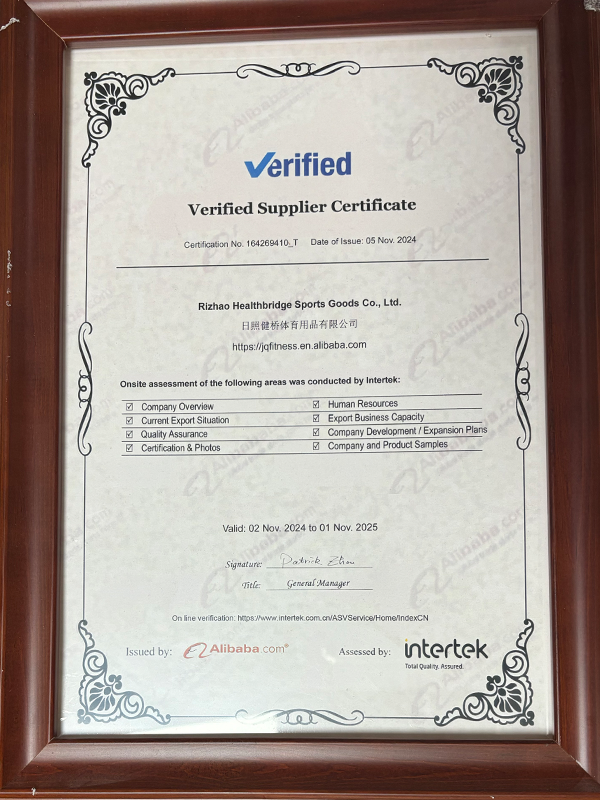 Verified
Verified Supplier Certificate
Certification No. 164269410_T Date of Issue: 05 Nov. 2024
Rizhao Healthbridge Sports Goods Co., Ltd.
日照健桥体育用品有限公司
https://jqfitness.en.alibaba.com
Onsite assessment of the following areas was conducted by Intertek:
☑ Company Overview ☑ Human Resources
☑ Current Export Situation ☑ Export Business Capacity
☑ Quality Assurance ☑ Company Development / Expansion Plans
☑ Certification & Photos ☑ Company and Product Samples
Valid: 02 Nov. 2024 to 01 Nov. 2025
Signature: Patrick Zhou
Title: General Manager
On line verification: https://www.intertek.com.cn/ASVService/Home/IndexCN
Issued by: Alibaba.com® Assessed by: intertek
Total Quality. Assured.